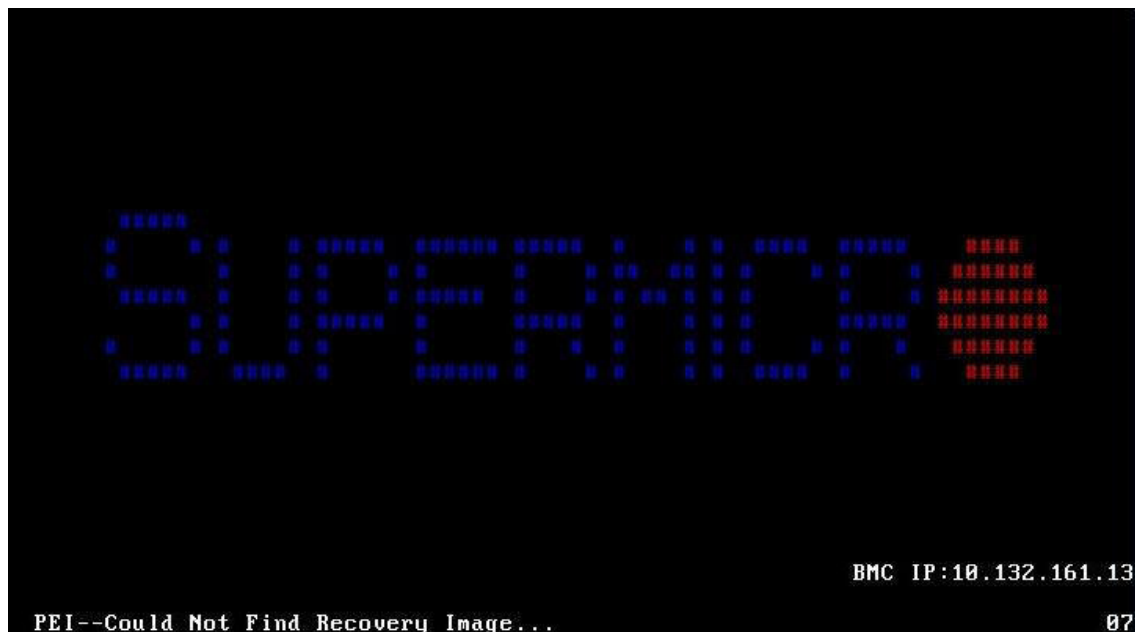 SUPERMICRO
BMC IP:10.132.161.13
PEI--Could Not Find Recovery Image...
07